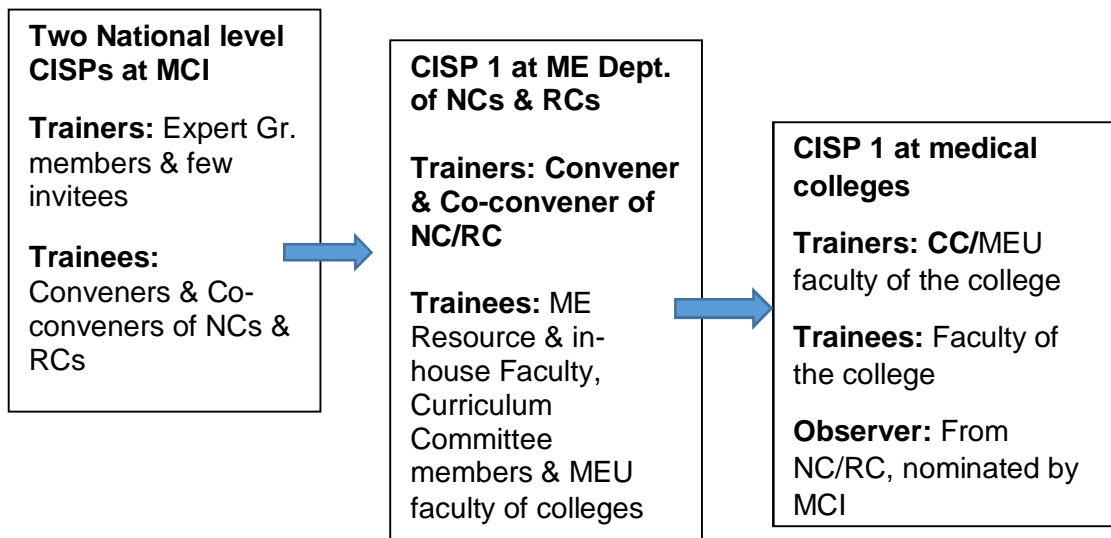 Two National level
CISPs at MCI
Trainers: Expert Gr.
members & few
invitees
Trainees:
Conveners & Co-
conveners of NCs &
RCs
CISP 1 at ME Dept.
of NCs & RCs
Trainers: Convener
& Co-convener of
NC/RC
Trainees: ME
Resource & in-
house Faculty,
Curriculum
Committee
members & MEU
faculty of colleges
CISP 1 at medical
colleges
Trainers: CC/MEU
faculty of the college
Trainees: Faculty of
the college
Observer: From
NC/RC, nominated by
MCI